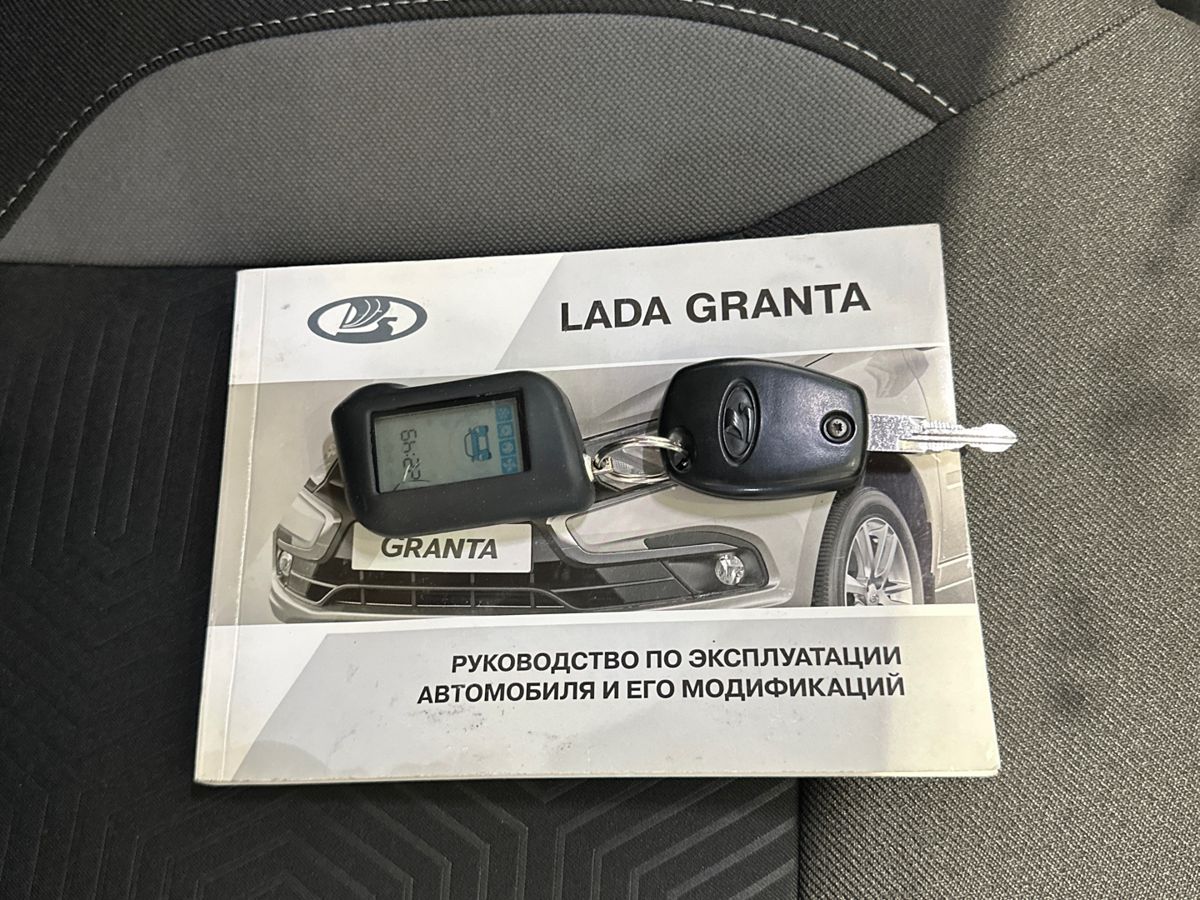 LADA GRANTA
GRANTA
РУКОВОДСТВО ПО ЭКСПЛУАТАЦИИ
АВТОМОБИЛЯ И ЕГО МОДИФИКАЦИЙ